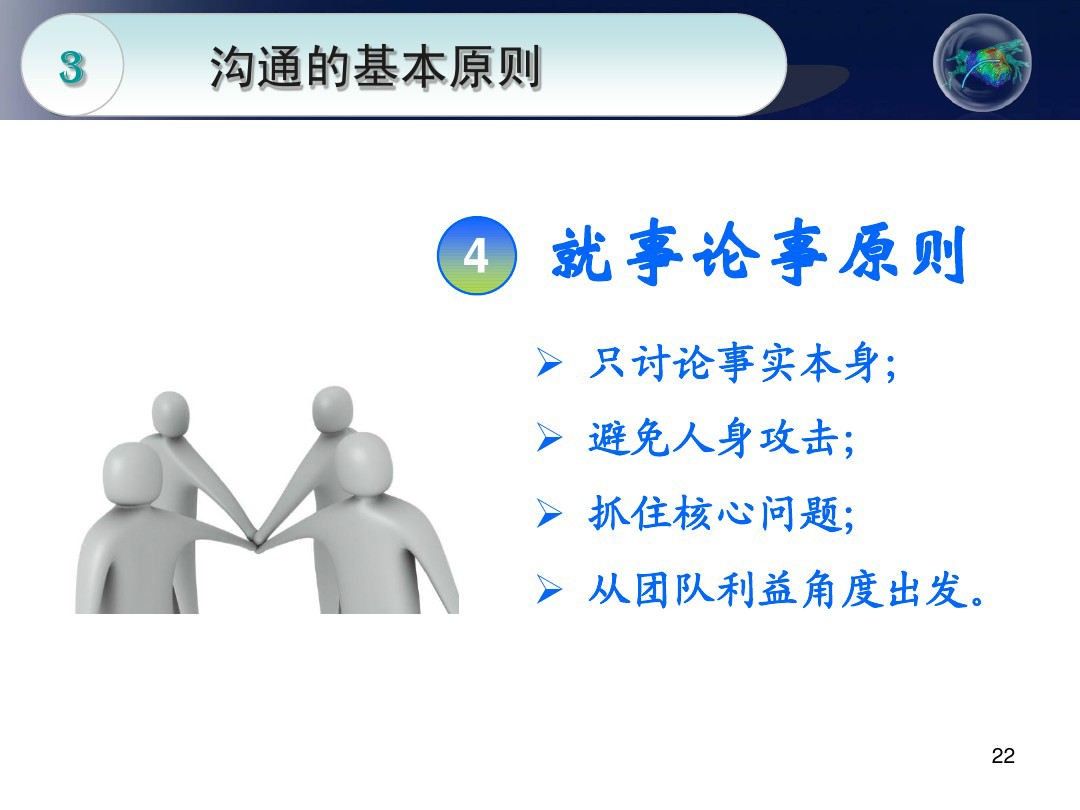 3 沟通的基本原则
4 就事论事原则
➢ 只讨论事实本身;
➢ 避免人身攻击;
➢ 抓住核心问题;
➢ 从团队利益角度出发。
22